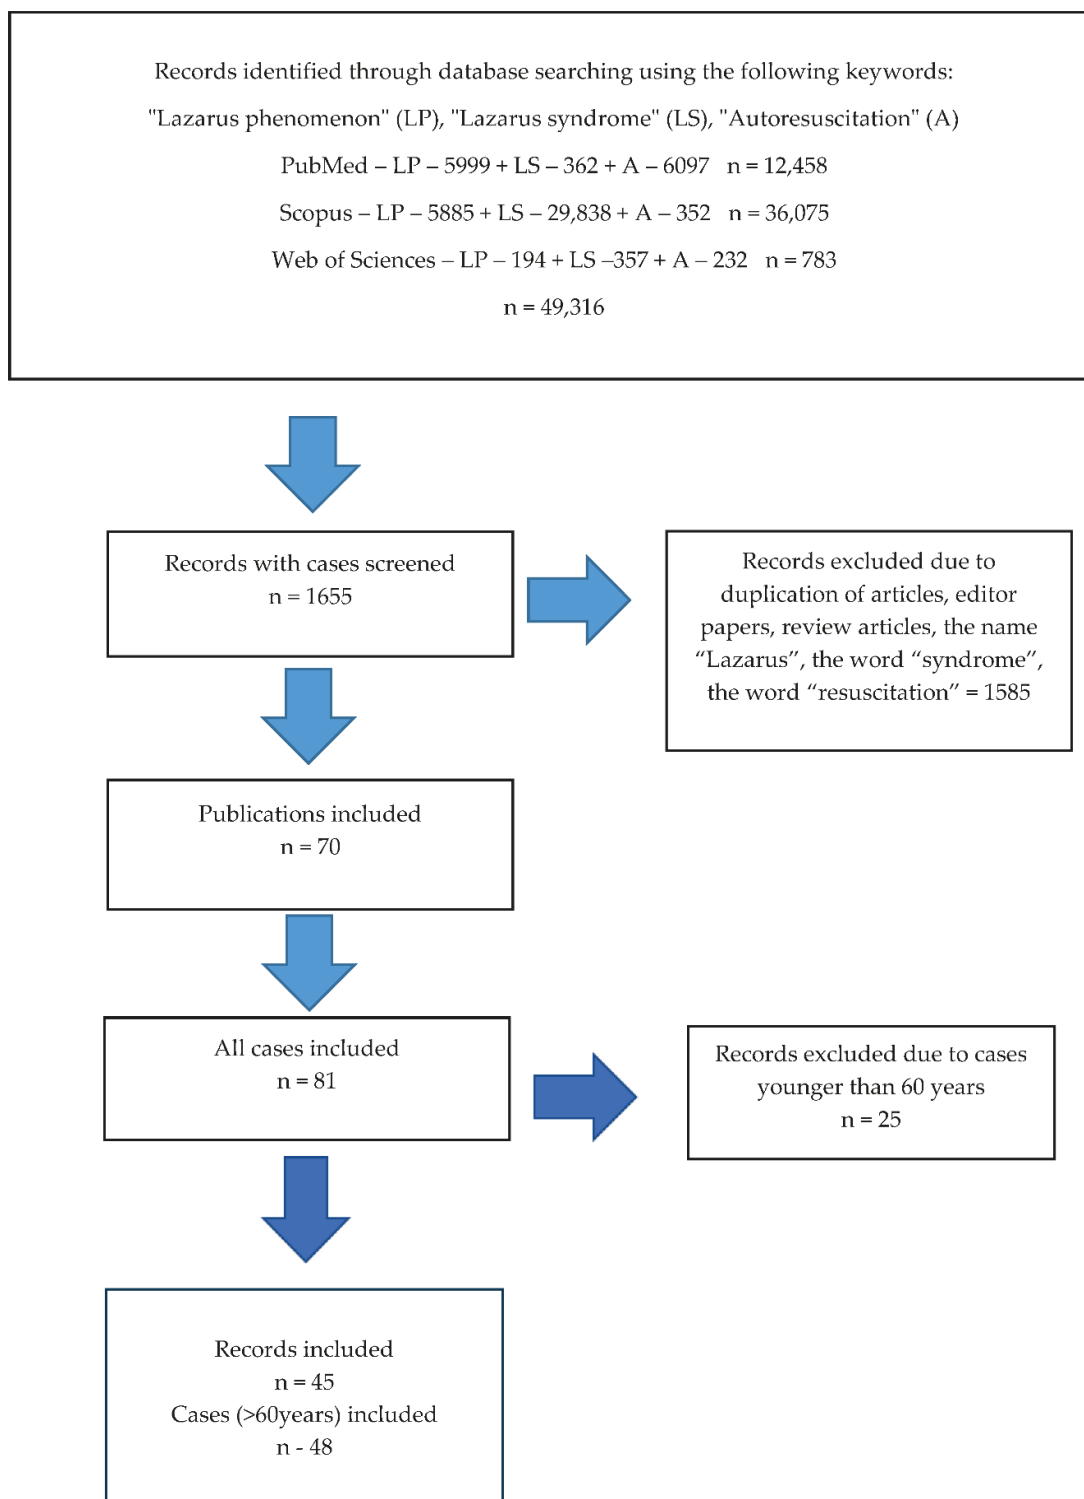 Records identified through database searching using the following keywords:
"Lazarus phenomenon" (LP), "Lazarus syndrome" (LS), "Autoresuscitation" (A)
PubMed – LP – 5999 + LS – 362 + A – 6097 n = 12,458
Scopus – LP – 5885 + LS – 29,838 + A – 352 n = 36,075
Web of Sciences – LP – 194 + LS –357 + A – 232 n = 783
n = 49,316
Records with cases screened
n = 1655
Records excluded due to
duplication of articles, editor
papers, review articles, the name
“Lazarus”, the word “syndrome”,
the word “resuscitation” = 1585
Publications included
n = 70
All cases included
n = 81
Records excluded due to cases
younger than 60 years
n = 25
Records included
n = 45
Cases (>60years) included
n - 48